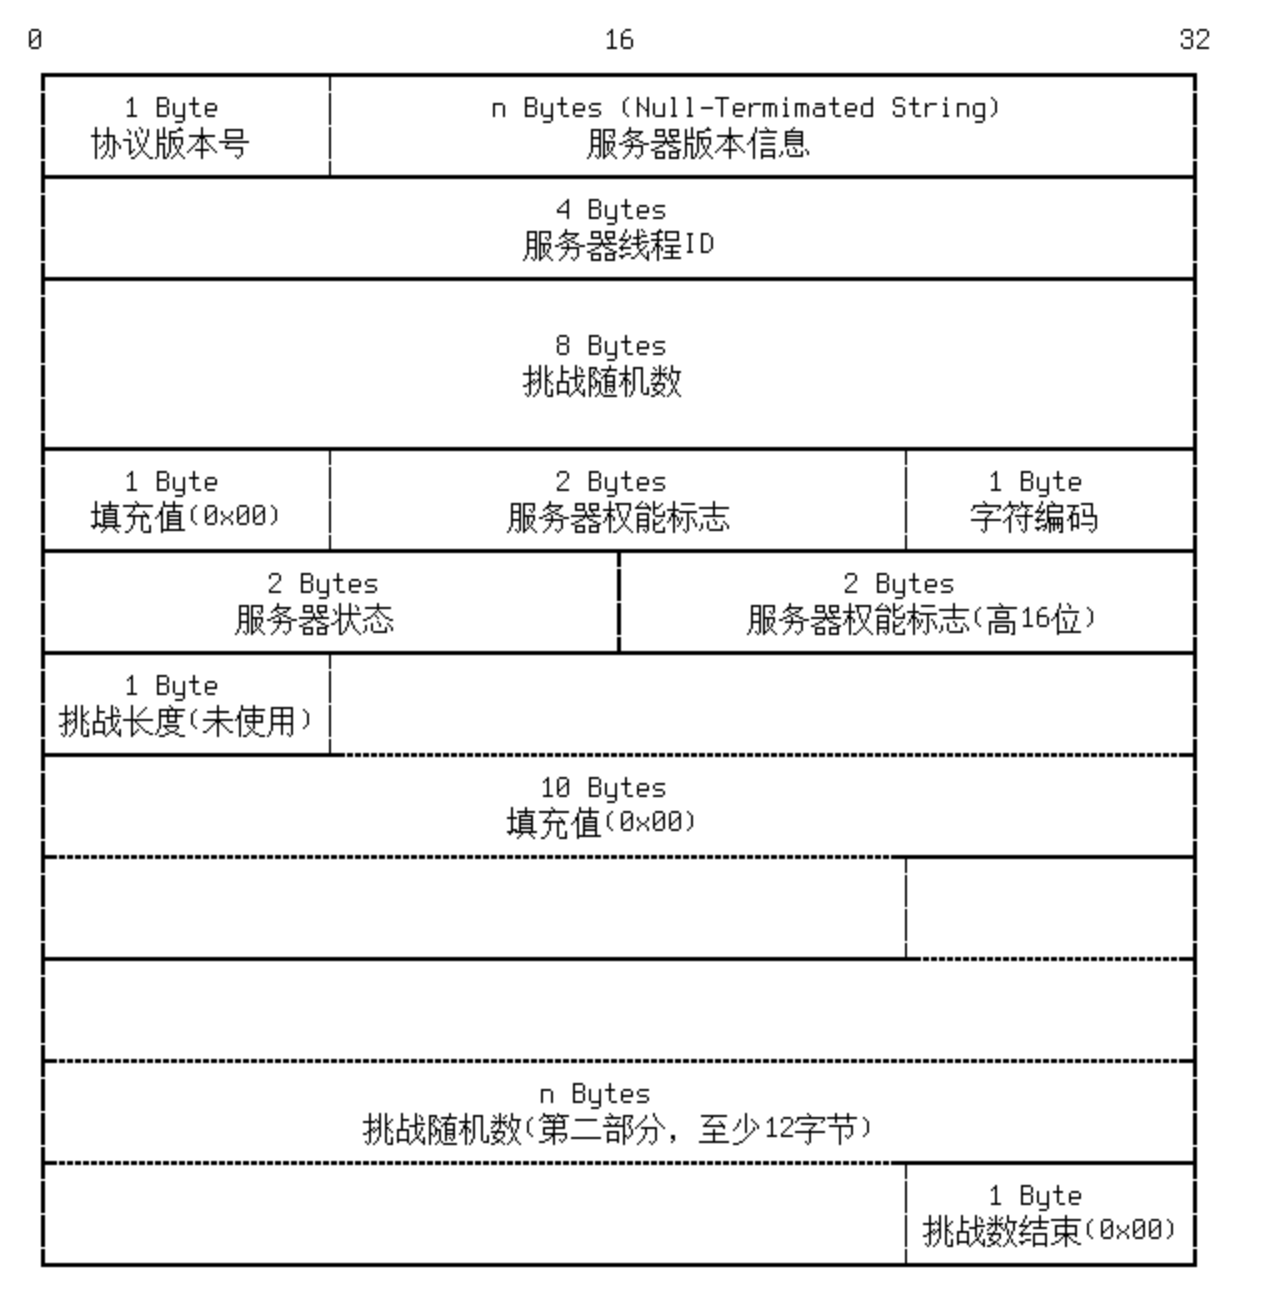 0 16 32
1 Byte
协议版本号
n Bytes (Null-Termimated String)
服务器版本信息
4 Bytes
服务器线程ID
8 Bytes
挑战随机数
1 Byte
填充值(0x00)
2 Bytes
服务器权能标志
1 Byte
字符编码
2 Bytes
服务器状态
2 Bytes
服务器权能标志(高16位)
1 Byte
挑战长度(未使用)
10 Bytes
填充值(0x00)
n Bytes
挑战随机数(第二部分，至少12字节)
1 Byte
挑战数结束(0x00)